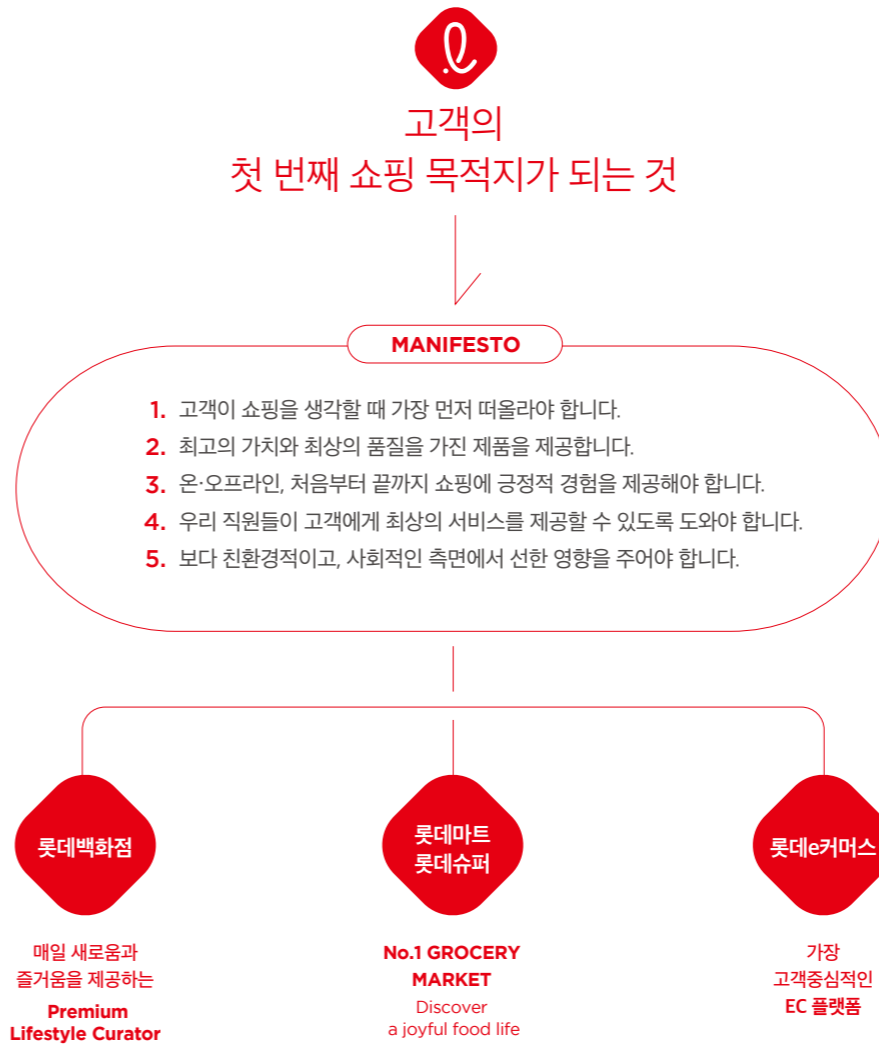 고객의
첫 번째 쇼핑 목적지가 되는 것
MANIFESTO
1. 고객이 쇼핑을 생각할 때 가장 먼저 떠올라야 합니다.
2. 최고의 가치와 최상의 품질을 가진 제품을 제공합니다.
3. 온·오프라인, 처음부터 끝까지 쇼핑에 긍정적 경험을 제공해야 합니다.
4. 우리 직원들이 고객에게 최상의 서비스를 제공할 수 있도록 도와야 합니다.
5. 보다 친환경적이고, 사회적인 측면에서 선한 영향을 주어야 합니다.
롯데백화점
매일 새로움과
즐거움을 제공하는
Premium
Lifestyle Curator
롯데마트
롯데슈퍼
No.1 GROCERY
MARKET
Discover
a joyful food life
롯데e커머스
가장
고객중심적인
EC 플랫폼